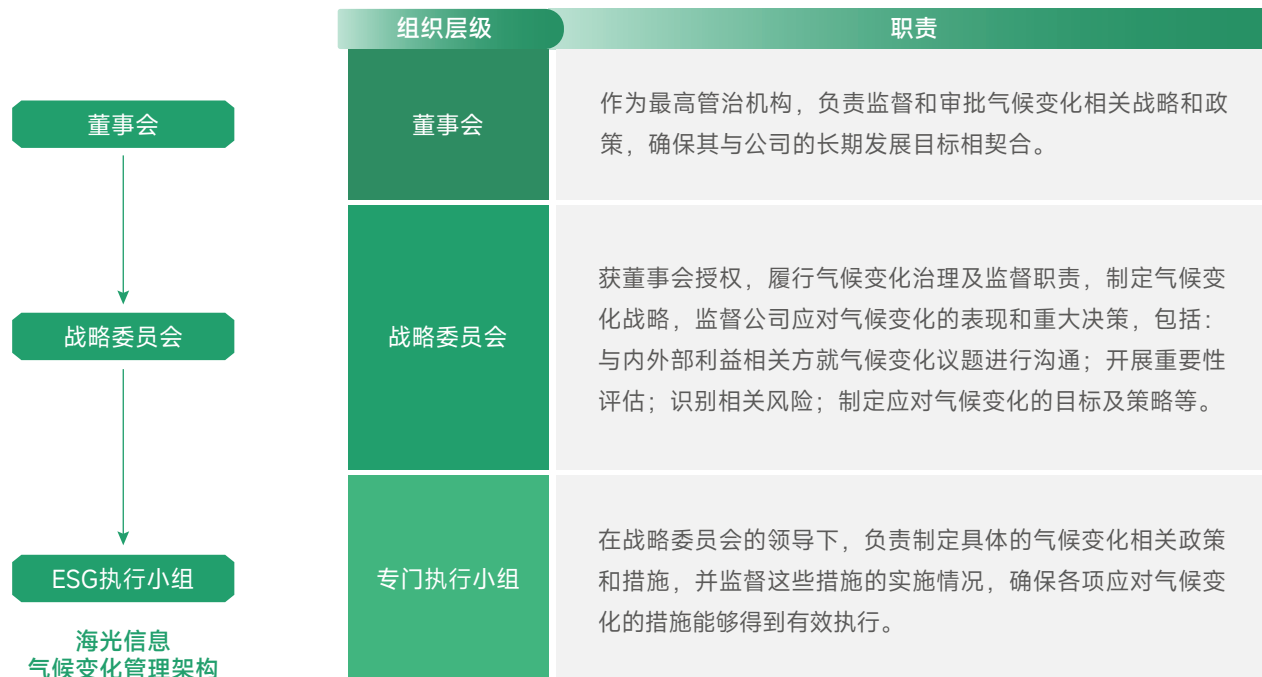 董事会
战略委员会
ESG执行小组
海光信息
气候变化管理架构
组织层级
职责
董事会
作为最高管治机构，负责监督和审批气候变化相关战略和政
策，确保其与公司的长期发展目标相契合。
战略委员会
获董事会授权，履行气候变化治理及监督职责，制定气候变
化战略，监督公司应对气候变化的表现和重大决策，包括：
与内外部利益相关方就气候变化议题进行沟通；开展重要性
评估；识别相关风险；制定应对气候变化的目标及策略等。
专门执行小组
在战略委员会的领导下，负责制定具体的气候变化相关政策
和措施，并监督这些措施的实施情况，确保各项应对气候变
化的措施能够得到有效执行。